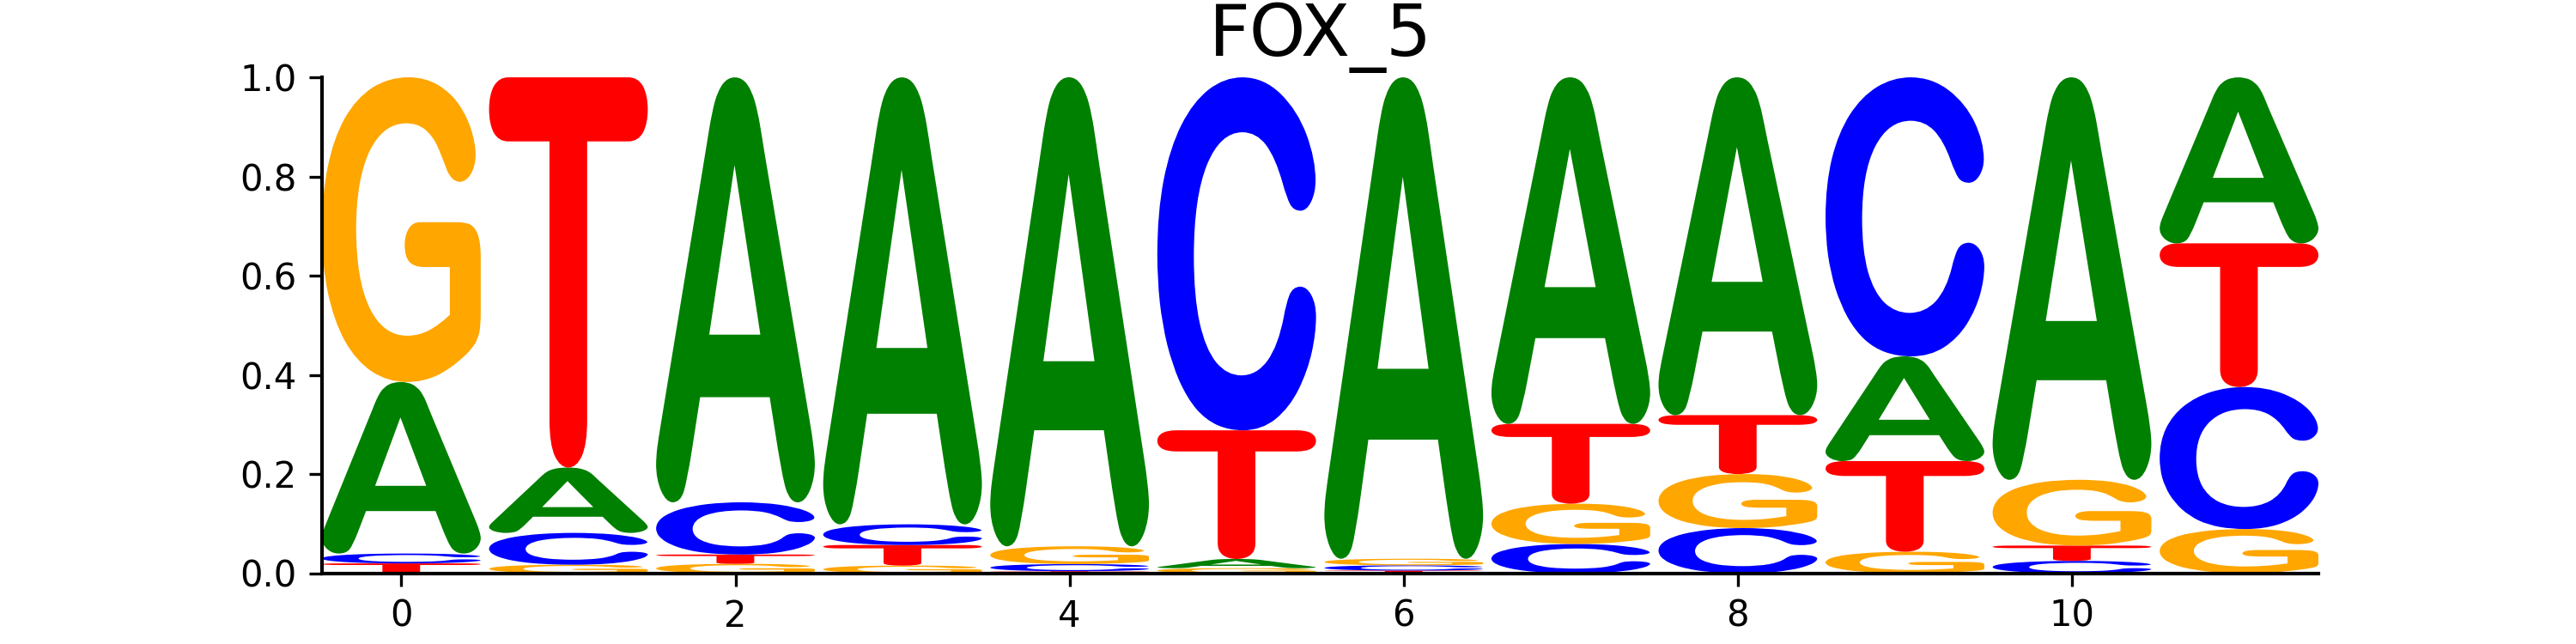 FOX_5
1.0
0.8
0.6
0.4
0.2
0.0
G T A A A C A A A C A A
A A C C G T G T T A G T
C C T T C A C G G T T C
T G G G G C C G C G
0 2 4 6 8 10